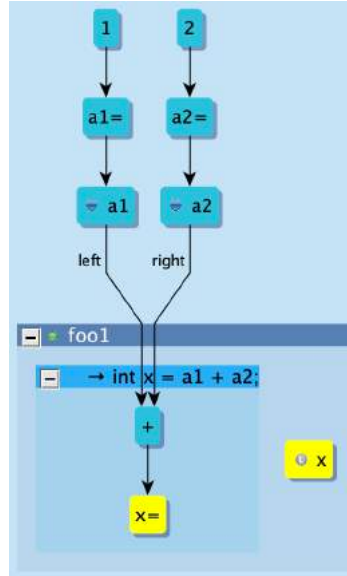 1 2
a1= a2=
a1 a2
left right
foo1
→ int x = a1 + a2;
+
x
x=